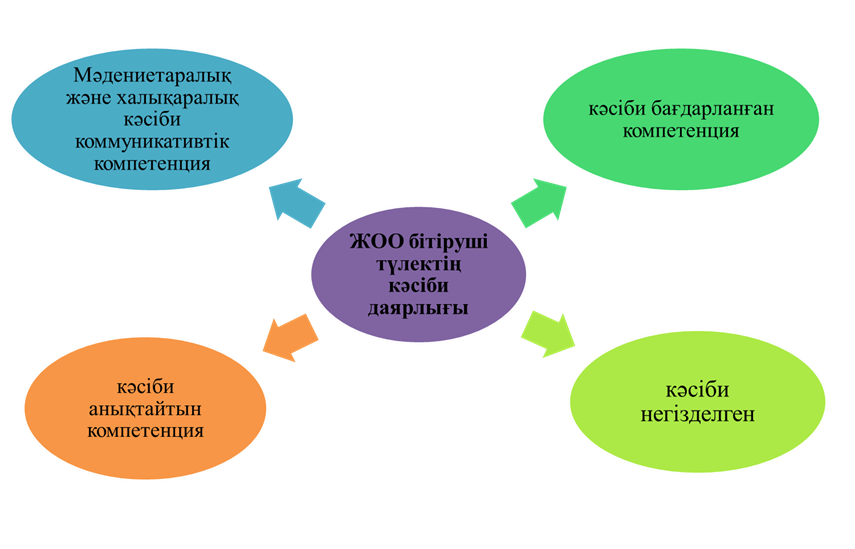 Мәдениетаралық
және халықаралық
кәсіби
коммуникативтік
компетенция
кәсіби бағдарланған
компетенция
ЖОО бітіруші
түлектің
кәсіби
даярлығы
кәсіби
анықтайтын
компетенция
кәсіби
негізделген